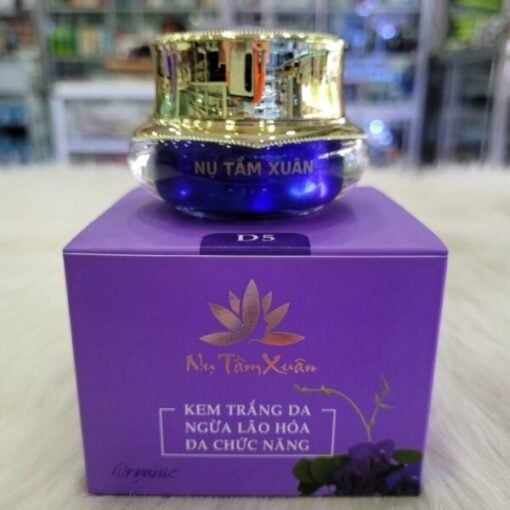 NỤ TẦM XUÂN
D5
Nụ Tầm Xuân
KEM TRẮNG DA
NGỪA LÃO HÓA
DA CHỨC NĂNG
Organic